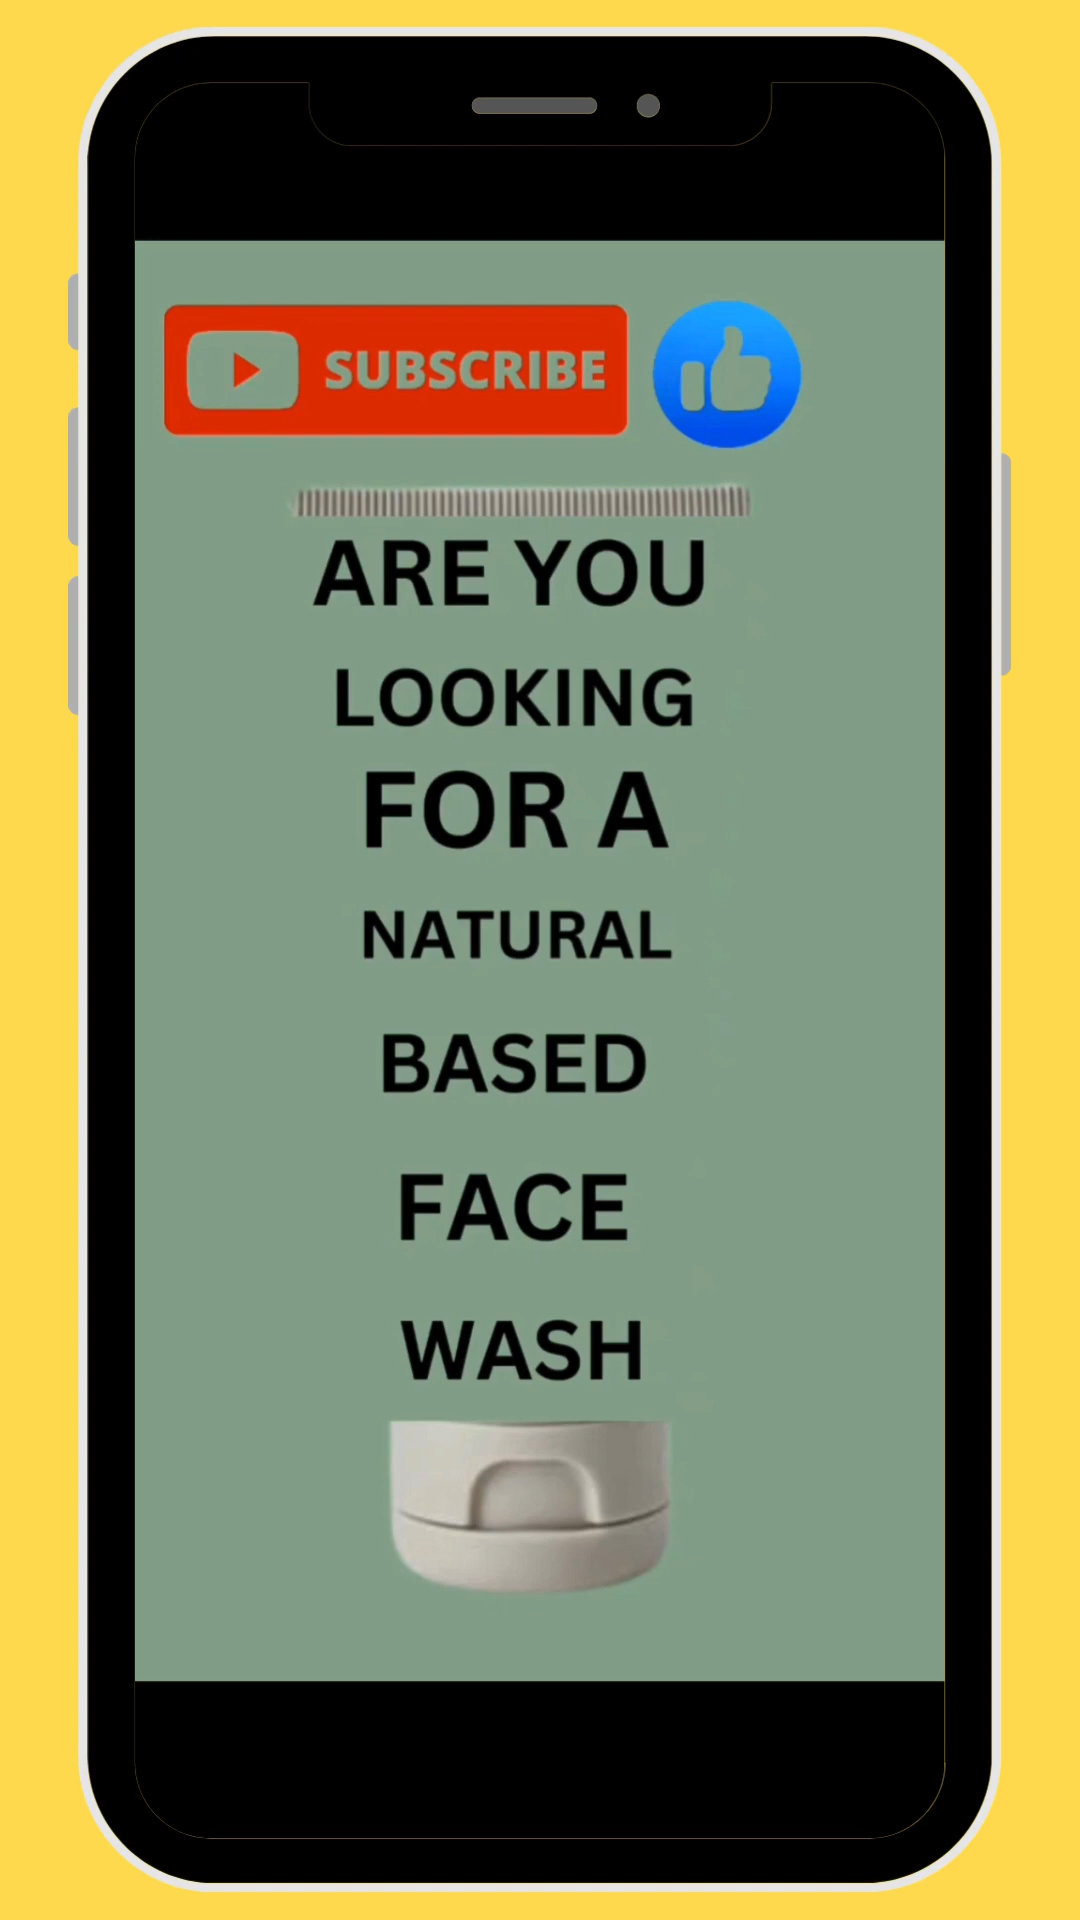 SUBSCRIBE
ARE YOU
LOOKING
FOR A
NATURAL
BASED
FACE
WASH